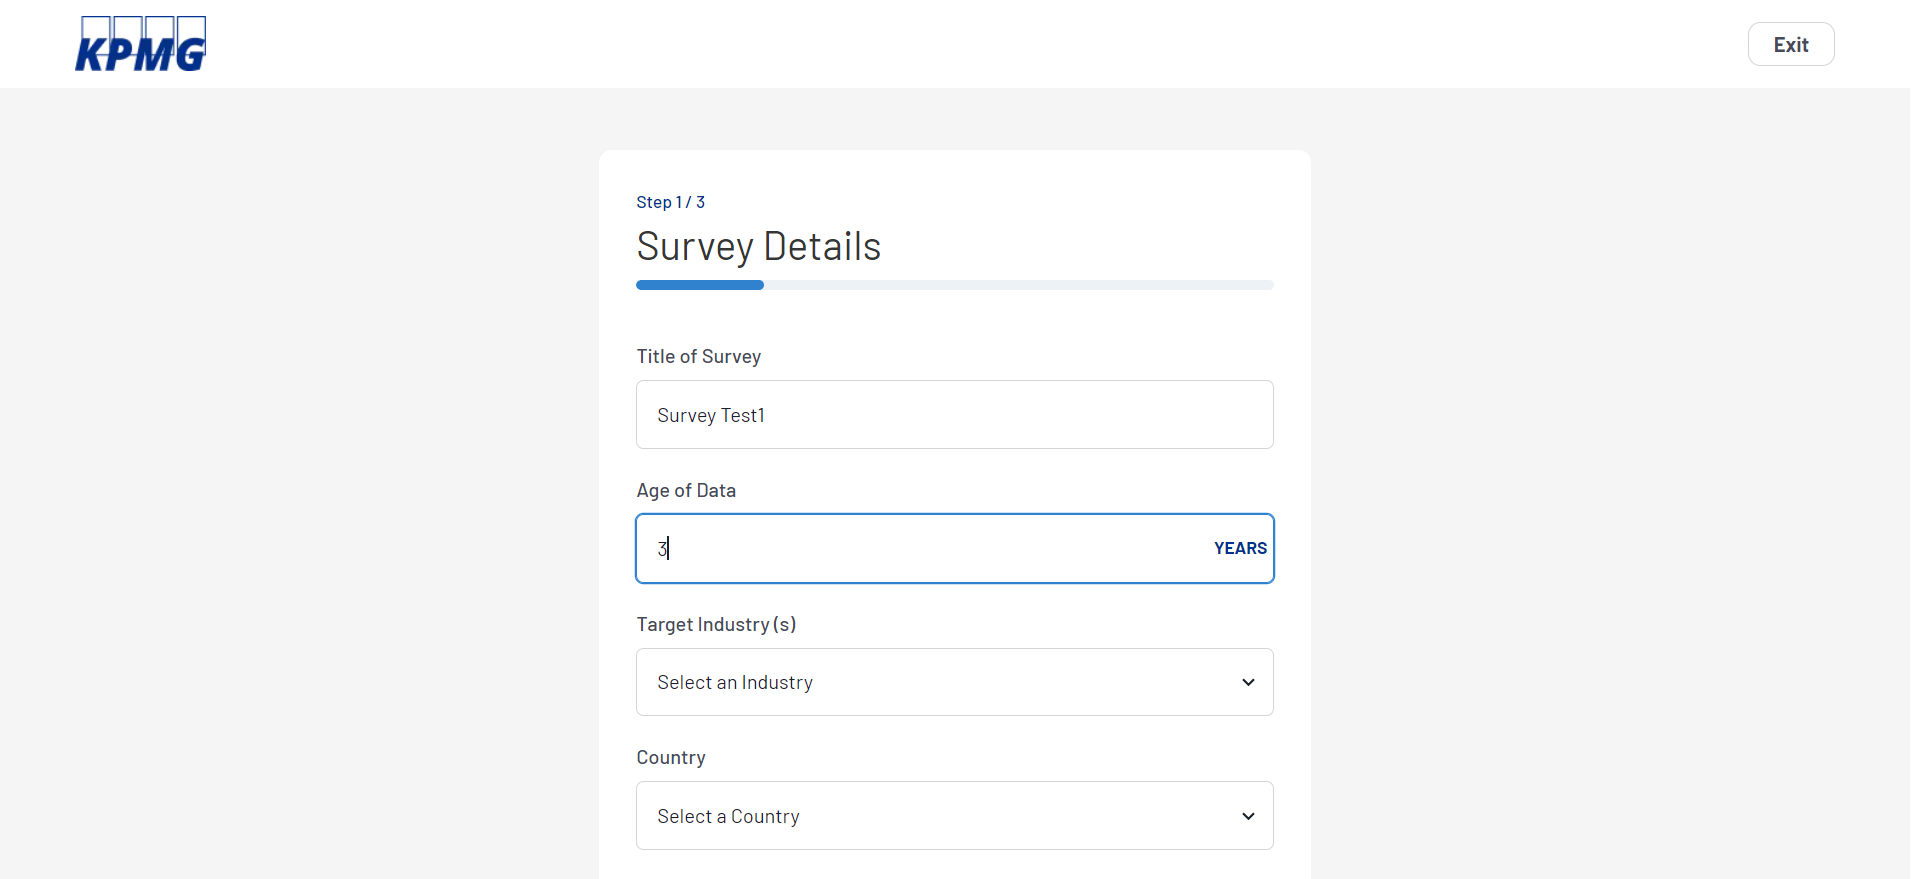 KPMG
Exit
Step 1 / 3
Survey Details
Title of Survey
Survey Test1
Age of Data
3 YEARS
Target Industry (s)
Select an Industry
Country
Select a Country